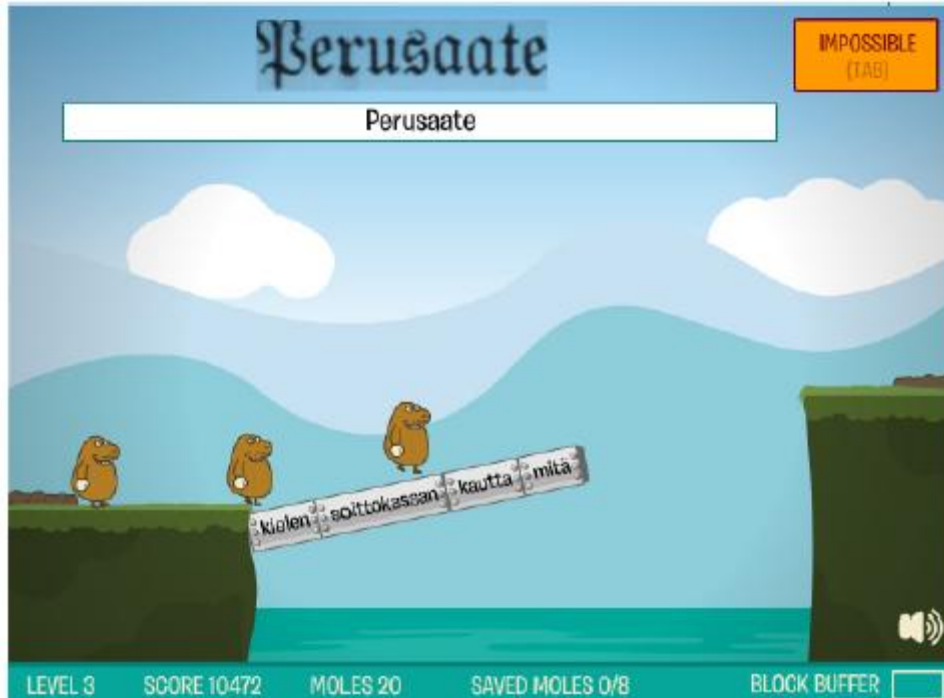 Perusaate
IMPOSSIBLE
(TAB)
Perusaate
kielen soittokassan kautta mitä
LEVEL 3 SCORE 10472 MOLES 20 SAVED MOLES 0/8 BLOCK BUFFER